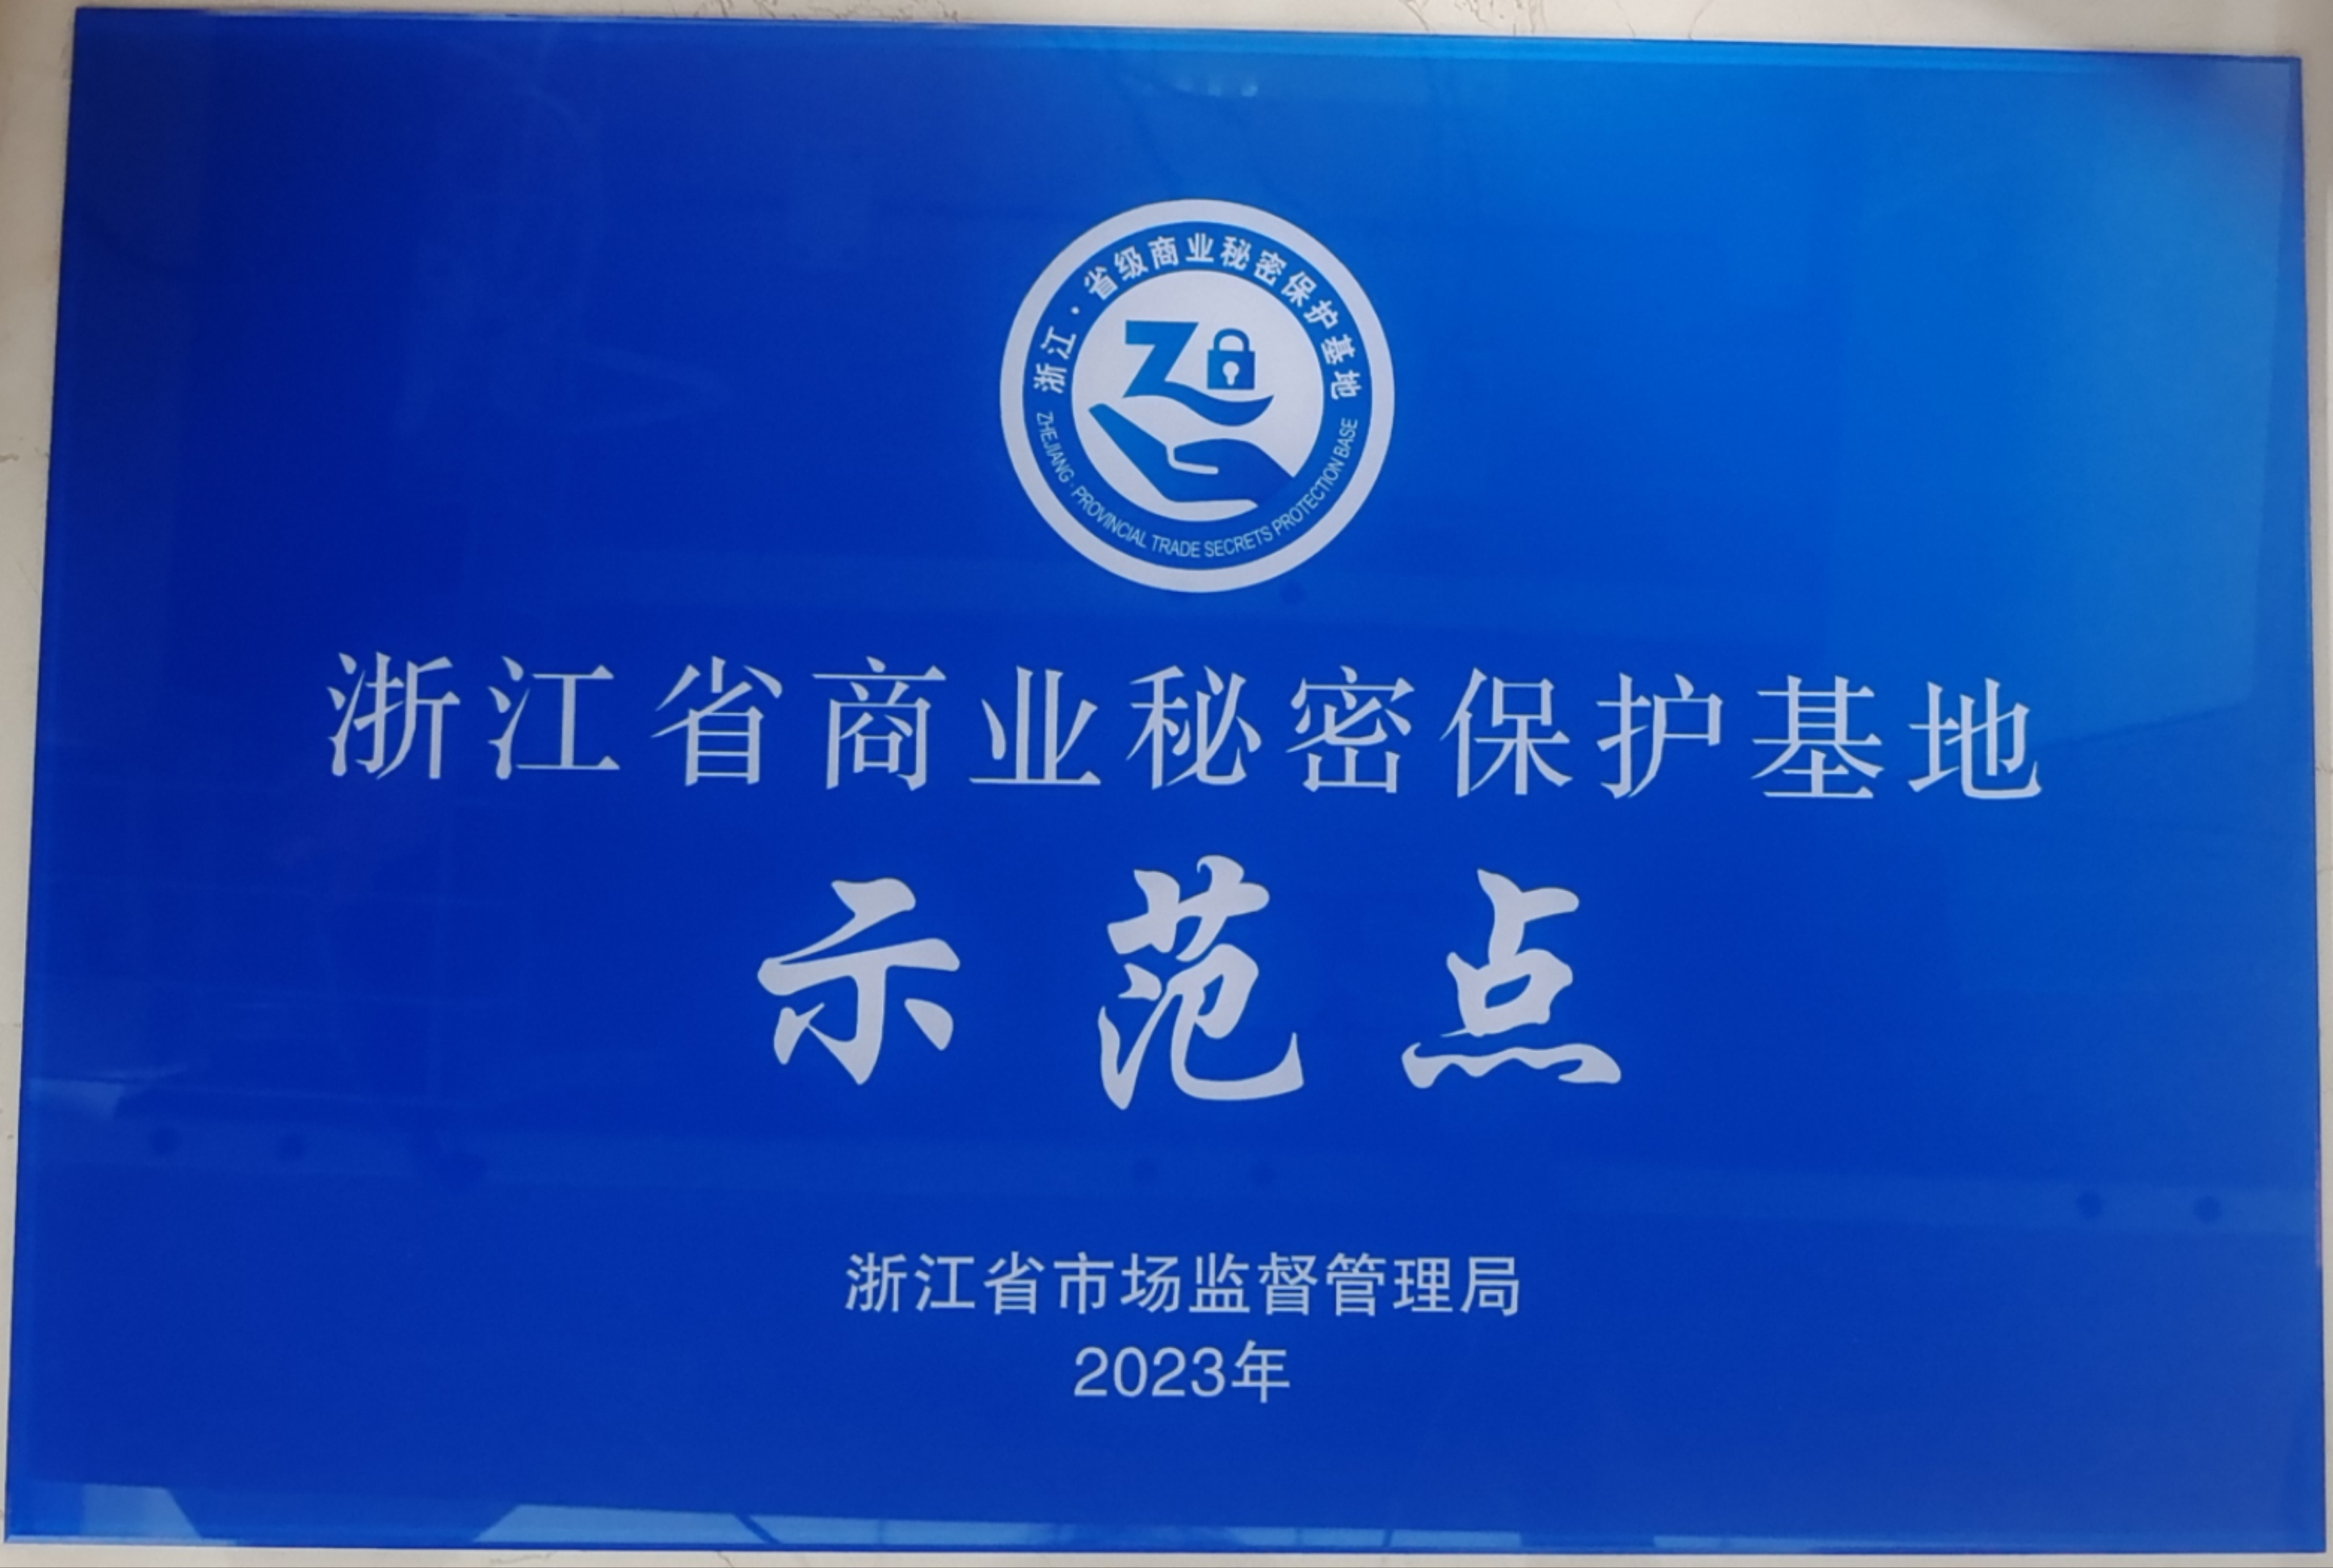 浙江·省级商业秘密保护基地
ZHEJIANG·PROVINCIAL TRADE SECRETS PROTECTION BASE
浙江省商业秘密保护基地
示范点
浙江省市场监督管理局
2023年